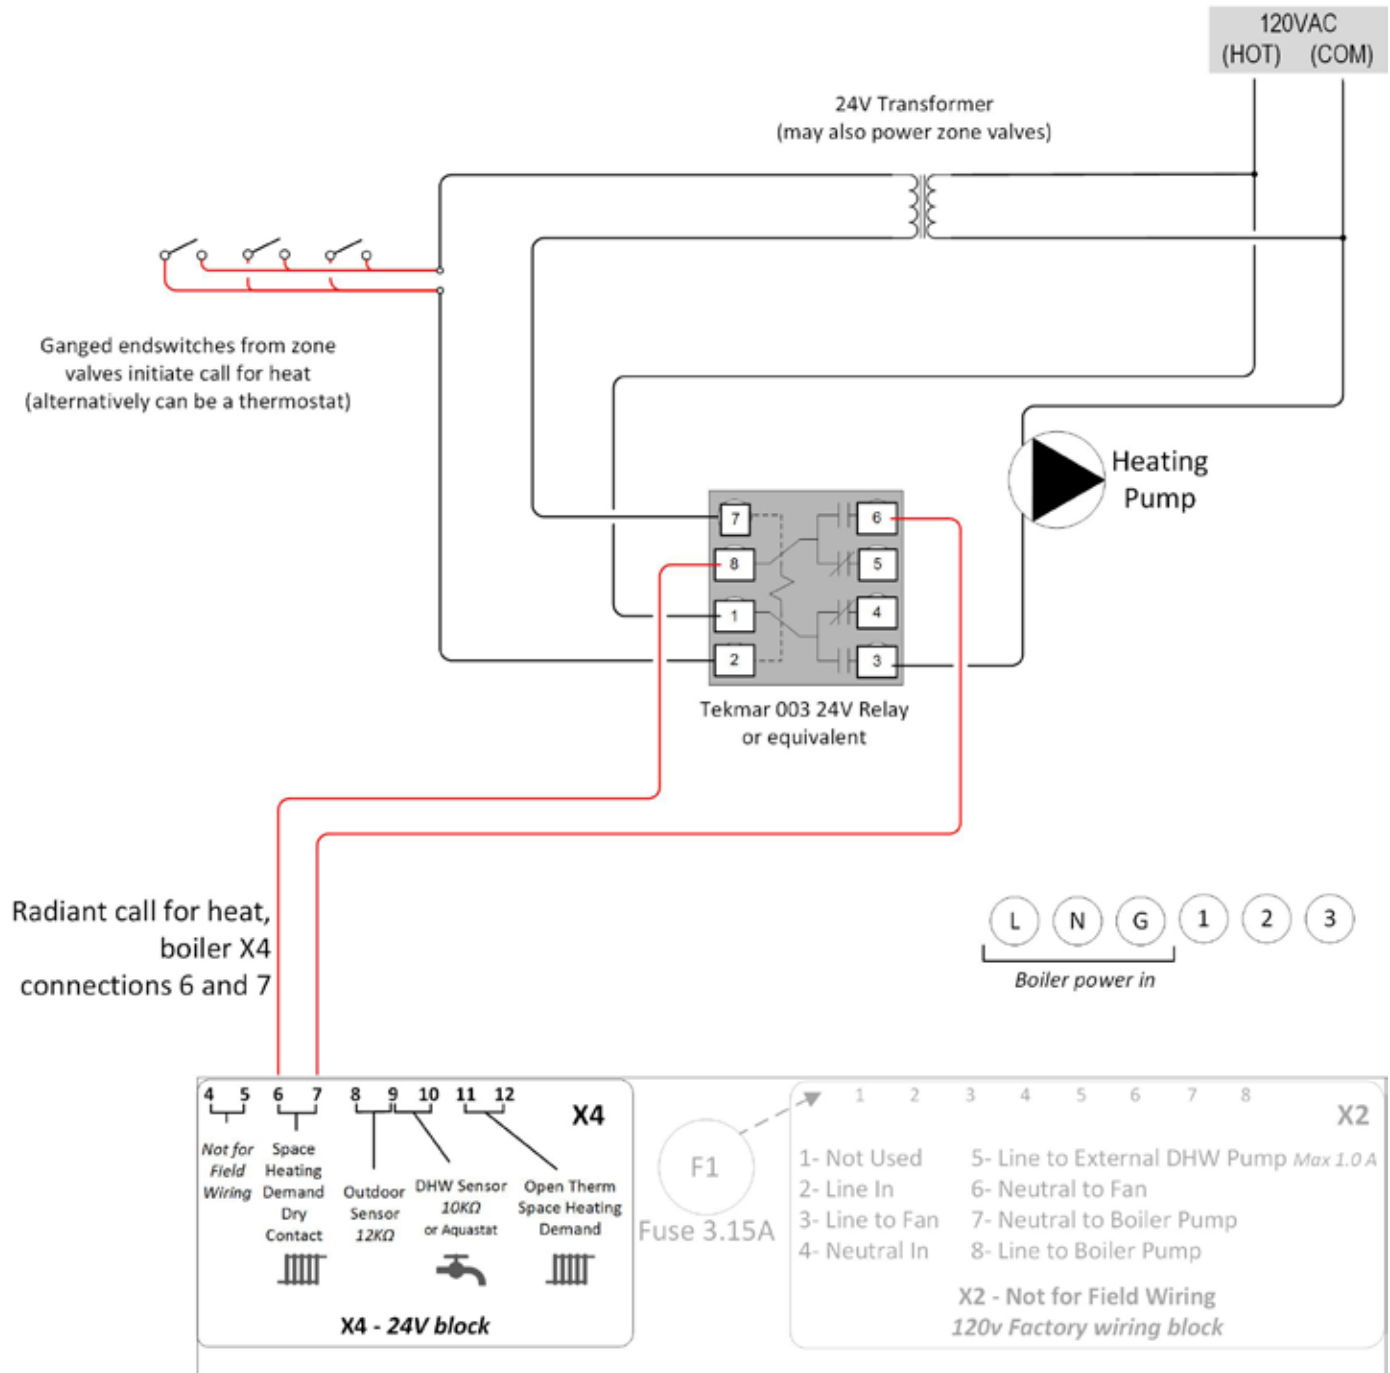 120VAC
(HOT) (COM)
24V Transformer
(may also power zone valves)
Ganged endswitches from zone
valves initiate call for heat
(alternatively can be a thermostat)
Heating
Pump
7
6
8
5
1
4
2
3
Tekmar 003 24V Relay
or equivalent
Radiant call for heat,
boiler X4
connections 6 and 7
L N G 1 2 3
Boiler power in
4 5 6 7 8 9 10 11 12
X4
Not for
Field
Wiring
Space
Heating
Demand
Dry
Contact
Outdoor
Sensor
12KΩ
DHW Sensor
10KΩ
or Aquastat
Open Therm
Space Heating
Demand
X4 - 24V block
F1
Fuse 3.15A
1 2 3 4 5 6 7 8
X2
1- Not Used
2- Line In
3- Line to Fan
4- Neutral In
5- Line to External DHW Pump Max 1.0 A
6- Neutral to Fan
7- Neutral to Boiler Pump
8- Line to Boiler Pump
X2 - Not for Field Wiring
120v Factory wiring block